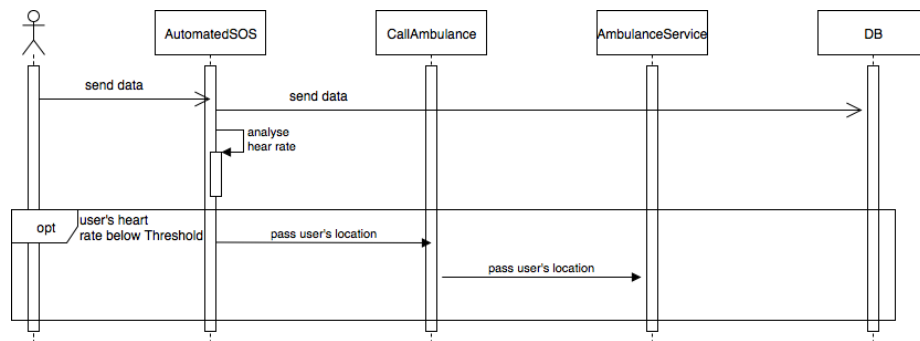 AutomatedSOS
CallAmbulance
AmbulanceService
DB
send data
send data
analyse
hear rate
opt
user's heart
rate below Threshold
pass user's location
pass user's location